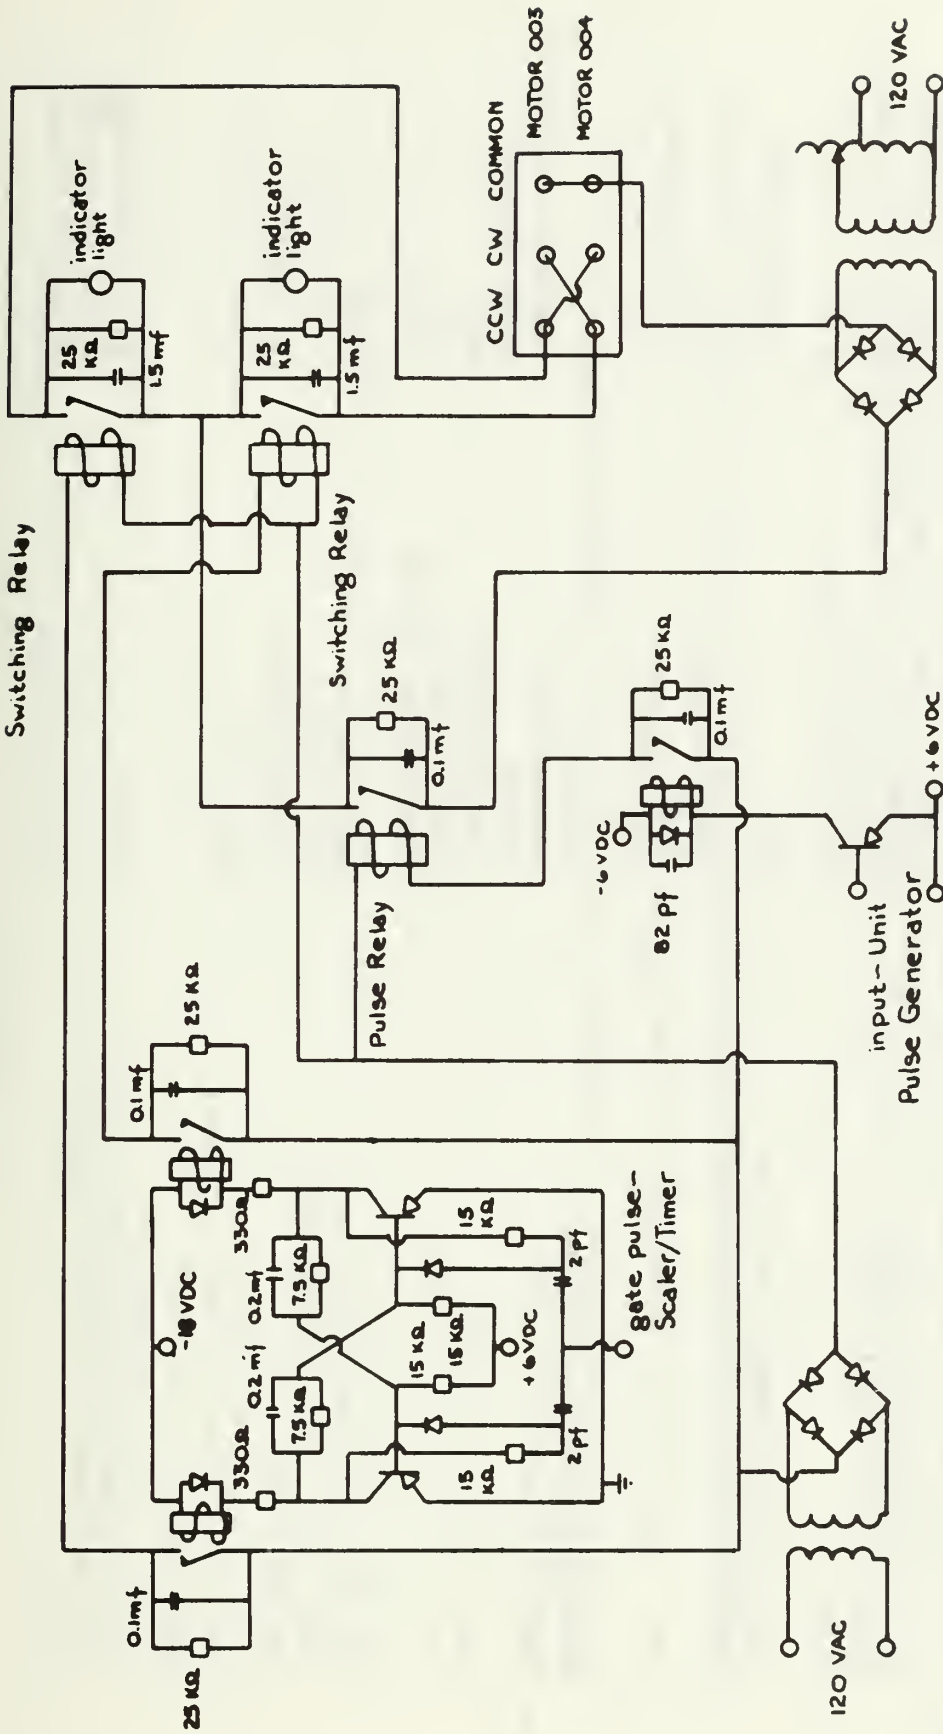 Switching Relay
indicator
light
25
KΩ
1.5 mf
indicator
light
25
KΩ
1.5 mf
Switching Relay
CCW CW COMMON
MOTOR 003
MOTOR 004
120 VAC
25 KΩ
0.1 mf
Pulse Relay
25 KΩ
0.1 mf
-6 VDC
82 pf
input-Unit
Pulse Generator
+6 VDC
25 KΩ
0.1 mf
-18 VDC
330Ω
330Ω
0.2 mf
7.5 KΩ
0.2 mf
7.5 KΩ
15
KΩ
15 KΩ
15 KΩ
15
KΩ
2 pf
2 pf
+6 VDC
gate pulse-
Scaler/Timer
0.1 mf
25 KΩ
120 VAC